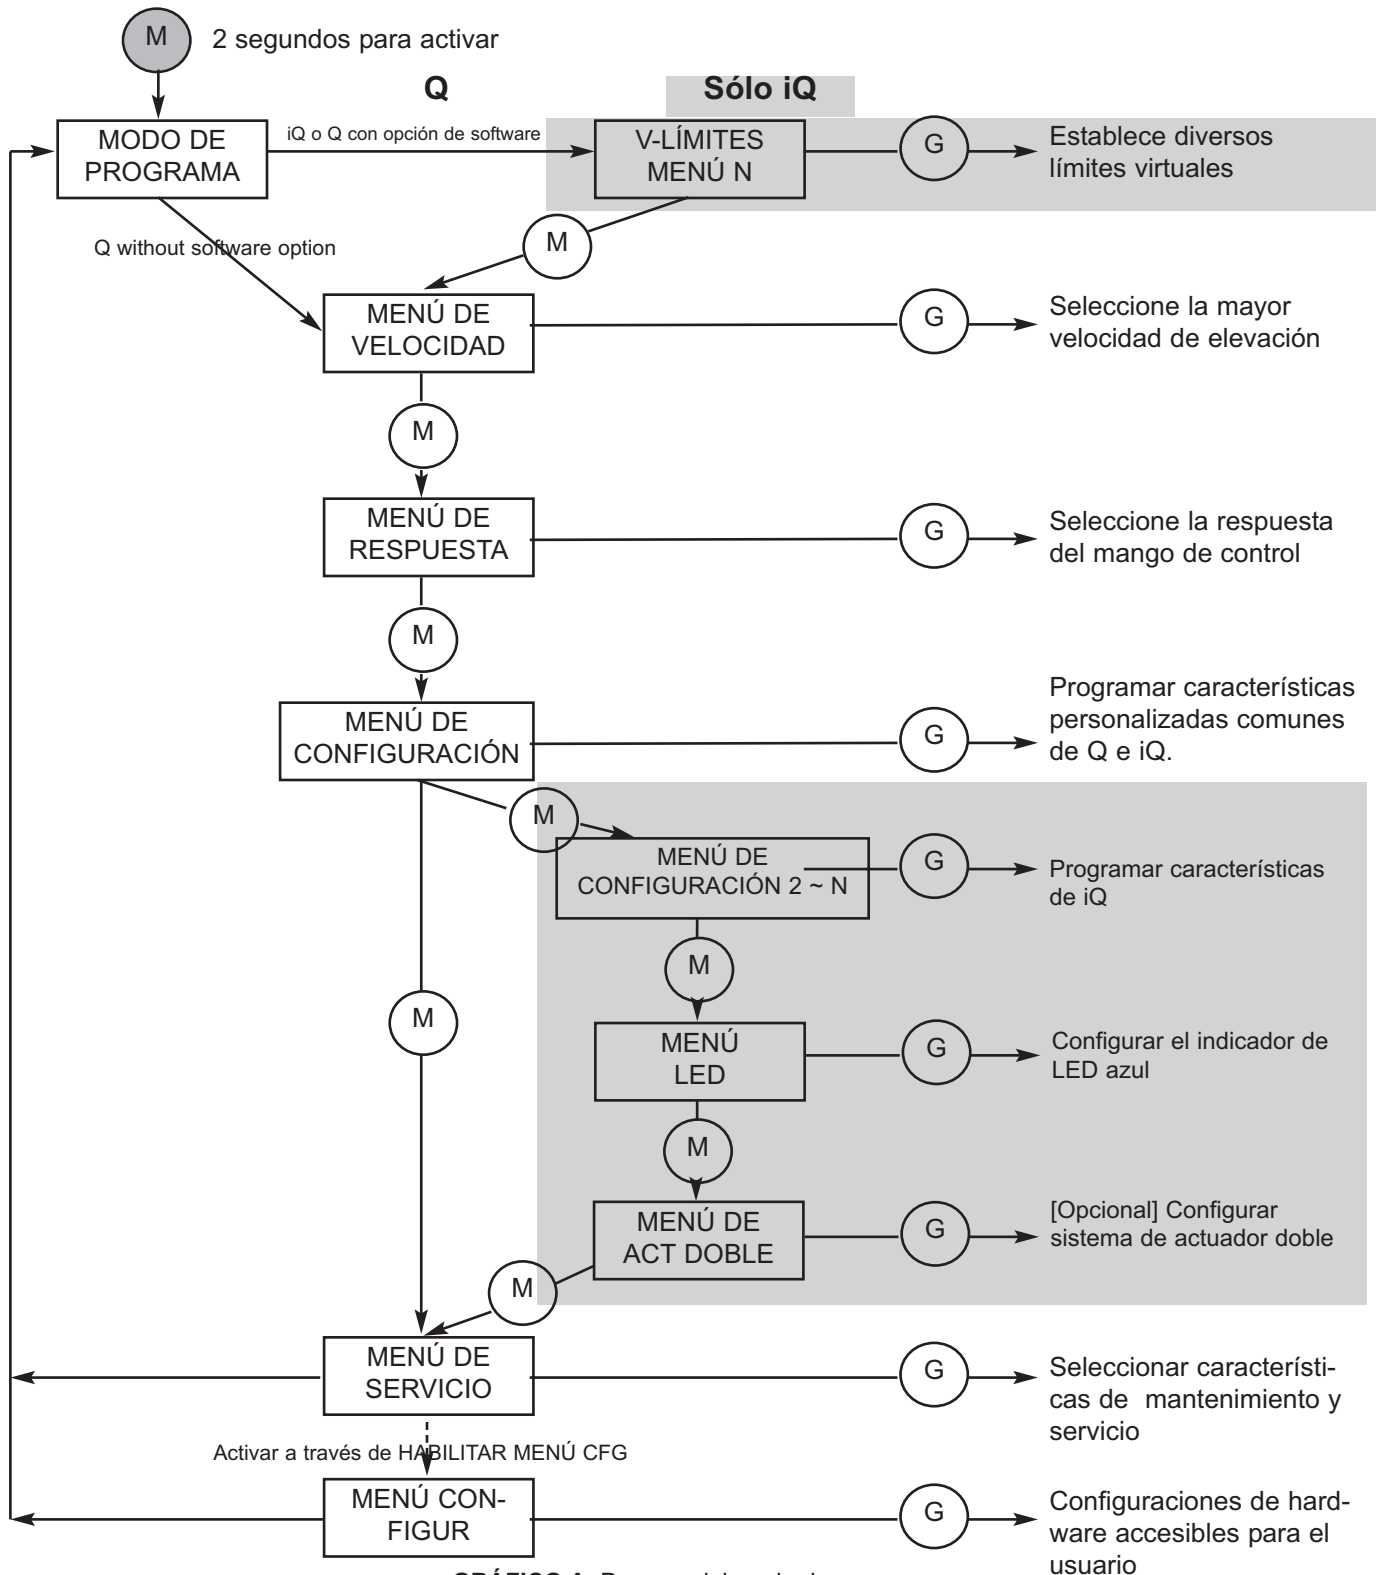 M
2 segundos para activar
Q
Sólo iQ
MODO DE
PROGRAMA
iQ o Q con opción de software
V-LÍMITES
MENÚ N
G
Establece diversos
límites virtuales
Q without software option
M
MENÚ DE
VELOCIDAD
G
Seleccione la mayor
velocidad de elevación
M
MENÚ DE
RESPUESTA
G
Seleccione la respuesta
del mango de control
M
MENÚ DE
CONFIGURACIÓN
G
Programar características
personalizadas comunes
de Q e iQ.
M
MENÚ DE
CONFIGURACIÓN 2 ~ N
G
Programar características
de iQ
M
M
MENÚ
LED
G
Configurar el indicador de
LED azul
M
MENÚ DE
ACT DOBLE
G
[Opcional] Configurar
sistema de actuador doble
M
MENÚ DE
SERVICIO
G
Seleccionar característi-
cas de mantenimiento y
servicio
Activar a través de HABILITAR MENÚ CFG
MENÚ CON-
FIGUR
G
Configuraciones de hard-
ware accesibles para el
usuario